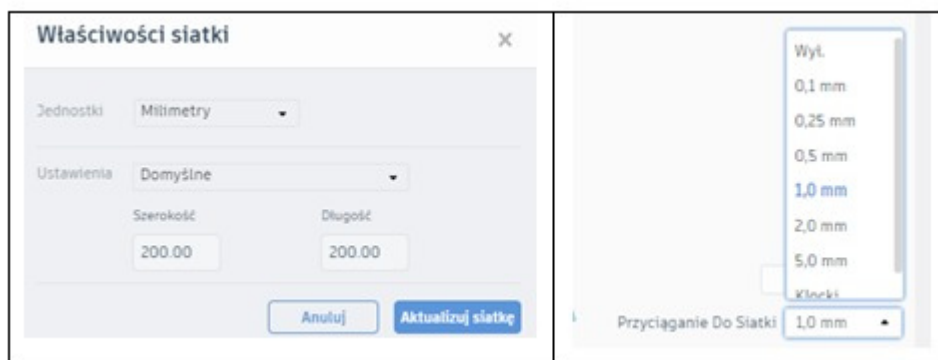 Właściwości siatki
×
Jednostki Milimetry
Ustawienia Domyślne
Szerokość Długość
200.00 200.00
Anuluj Aktualizuj siatkę
Wył.
0,1 mm
0,25 mm
0,5 mm
1,0 mm
2,0 mm
5,0 mm
Klocki
Przyciąganie Do Siatki 1,0 mm